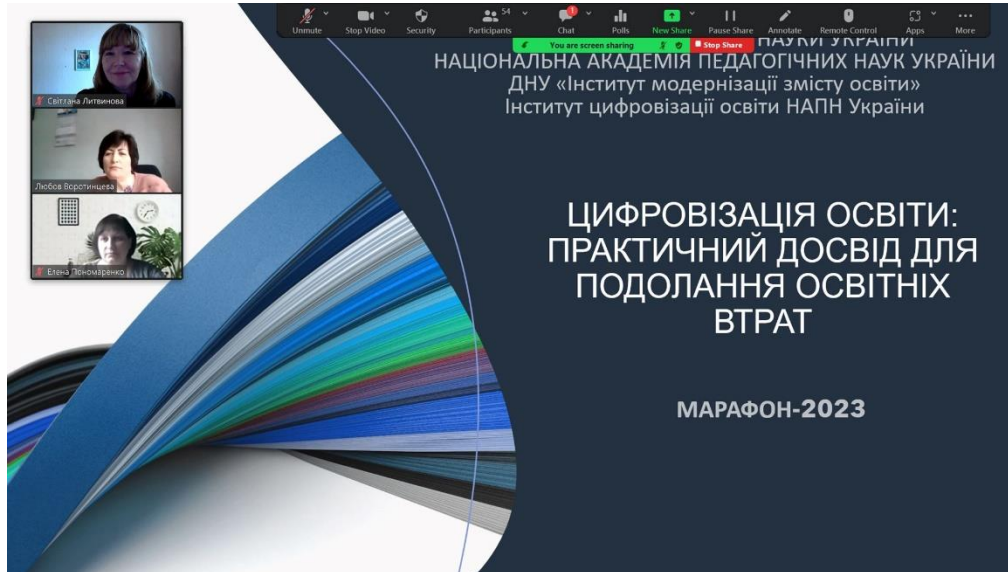 Unmute
Stop Video
Security
Participants
54
Chat
1
Polls
New Share
Pause Share
Annotate
Remote Control
Apps
More
You are screen sharing
Stop Share
НАУКИ УКРАЇНИ
НАЦІОНАЛЬНА АКАДЕМІЯ ПЕДАГОГІЧНИХ НАУК УКРАЇНИ
ДНУ «Інститут модернізації змісту освіти»
Інститут цифровізації освіти НАПН України
Світлана Литвинова
Любов Воротинцева
Елена Пономаренко
ЦИФРОВІЗАЦІЯ ОСВІТИ:
ПРАКТИЧНИЙ ДОСВІД ДЛЯ
ПОДОЛАННЯ ОСВІТНІХ
ВТРАТ
МАРАФОН-2023